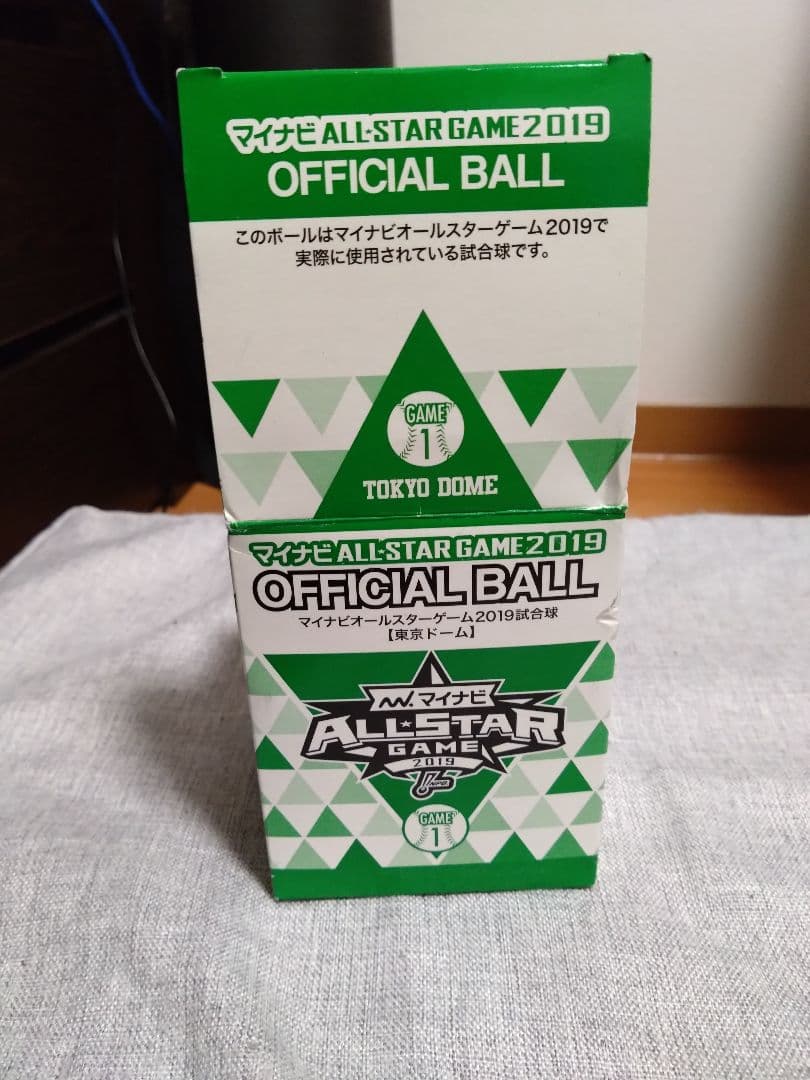 マイナビ ALL★STAR GAME 2019
OFFICIAL BALL
このボールはマイナビオールスターゲーム2019で
実際に使用されている試合球です。
GAME
1
TOKYO DOME
マイナビ ALL★STAR GAME 2019
OFFICIAL BALL
マイナビオールスターゲーム2019試合球
【東京ドーム】
マイナビ
ALL★STAR
GAME
2019
NPB
GAME
1